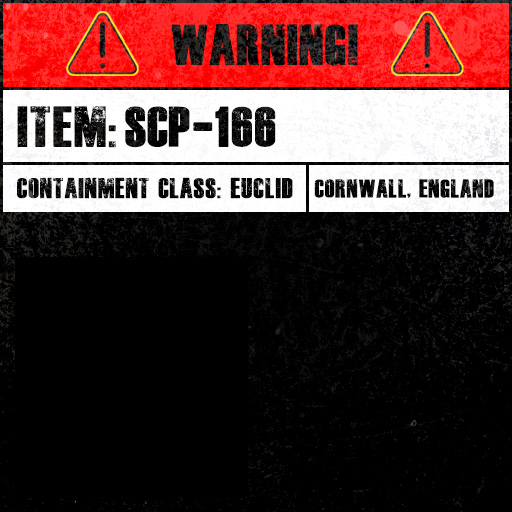 WARNING!
ITEM: SCP-166
CONTAINMENT CLASS: EUCLID
CORNWALL, ENGLAND